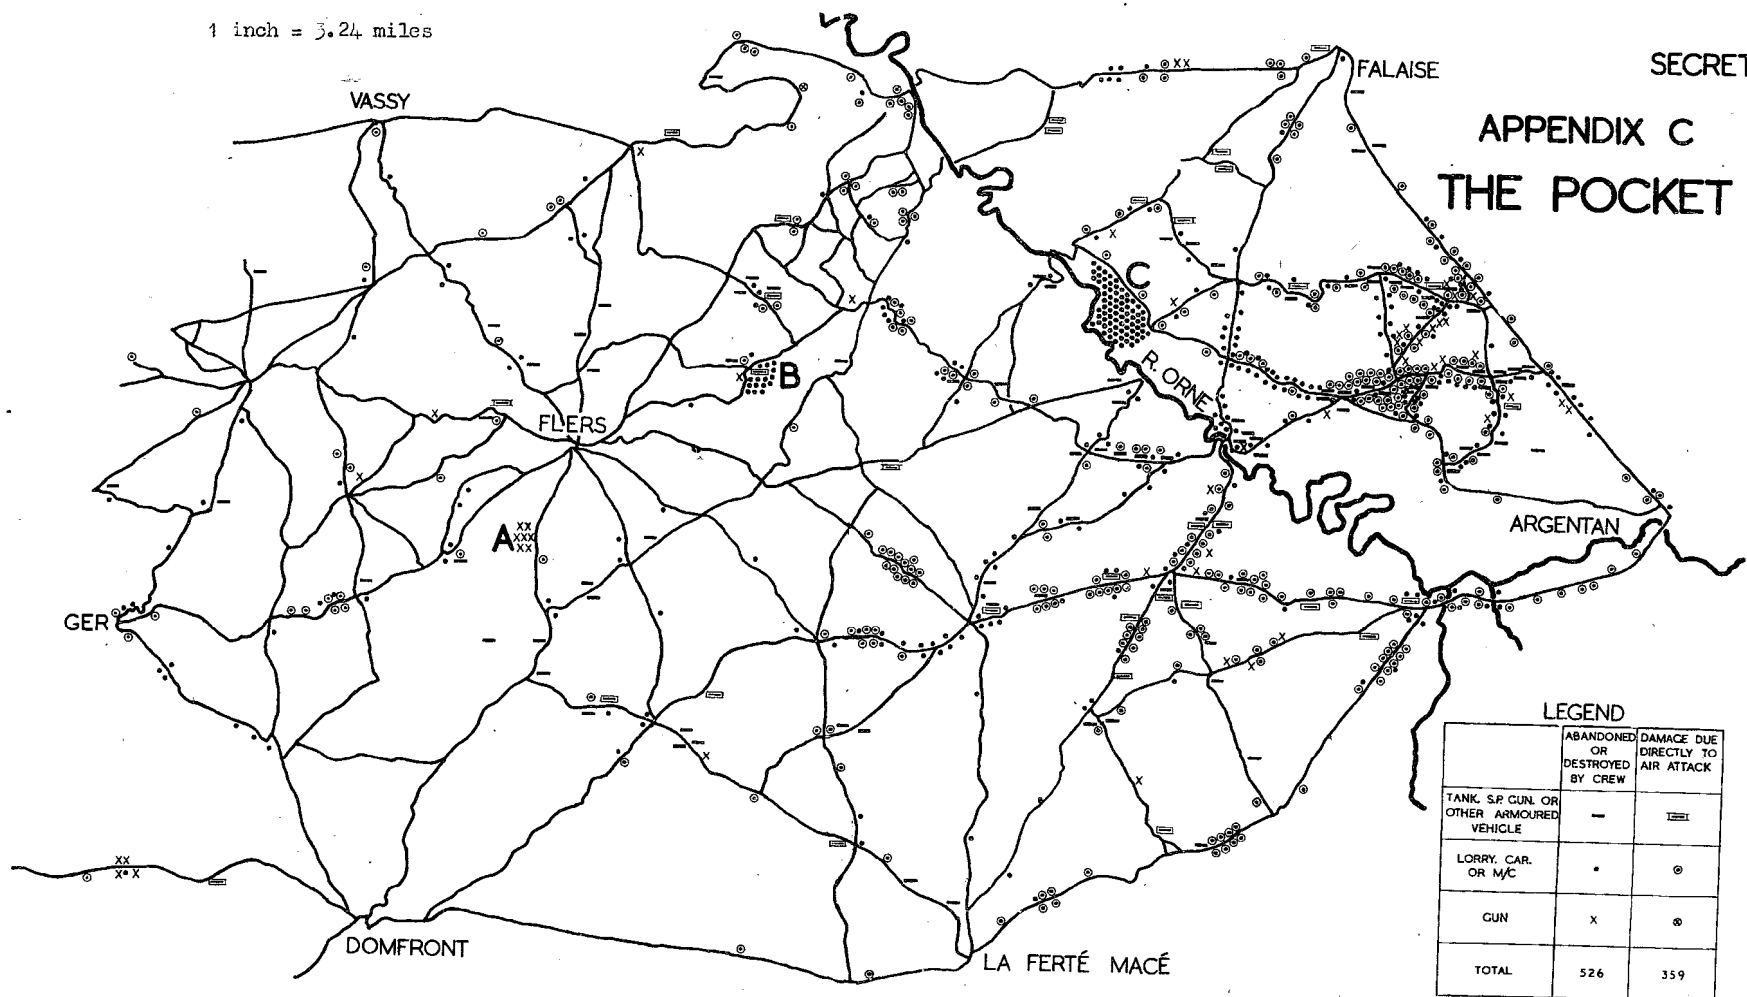 1 inch = 3.24 miles
SECRET
APPENDIX C
THE POCKET
VASSY
FALAISE
C
R. ORNE
B
FLERS
A
ARGENTAN
GER
DOMFRONT
LA FERTÉ MACÉ
LEGEND
ABANDONED
OR
DESTROYED
BY CREW
DAMAGE DUE
DIRECTLY TO
AIR ATTACK
TANK. S.P. GUN. OR
OTHER ARMOURED
VEHICLE
LORRY. CAR.
OR M/C
GUN
TOTAL 526 359